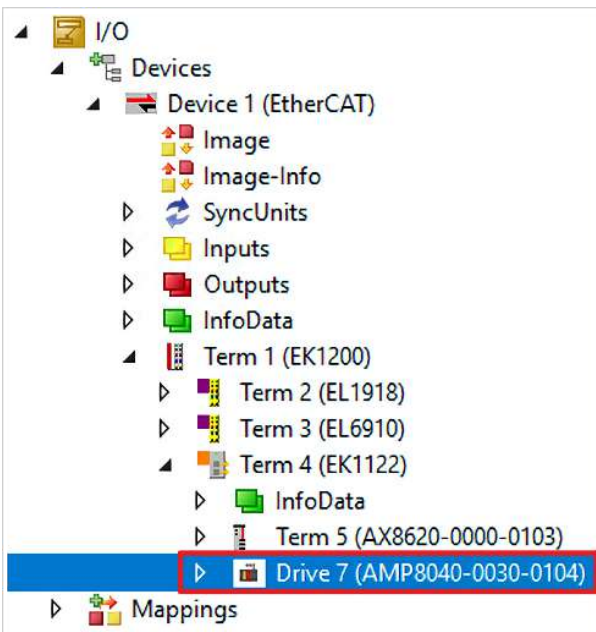 I/O
Devices
Device 1 (EtherCAT)
Image
Image-Info
SyncUnits
Inputs
Outputs
InfoData
Term 1 (EK1200)
Term 2 (EL1918)
Term 3 (EL6910)
Term 4 (EK1122)
InfoData
Term 5 (AX8620-0000-0103)
Drive 7 (AMP8040-0030-0104)
Mappings